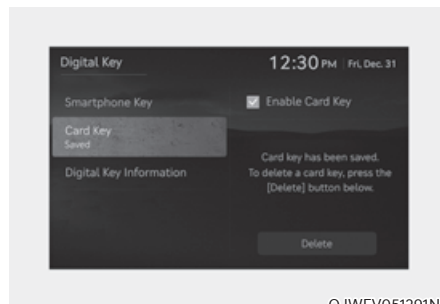 Digital Key
12:30 PM Fri, Dec. 31
Smartphone Key
Enable Card Key
Card Key
Saved
Digital Key Information
Card key has been saved.
To delete a card key, press the
[Delete] button below.
Delete